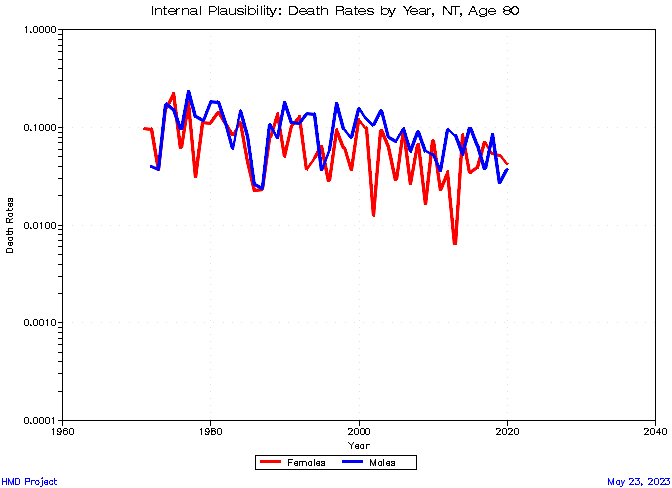 Internal Plausibility: Death Rates by Year, NT, Age 80
1.0000
0.1000
0.0100
0.0010
0.0001
Death Rates
1960 1980 2000 2020 2040
Year
Females Males
HMD Project May 23, 2023